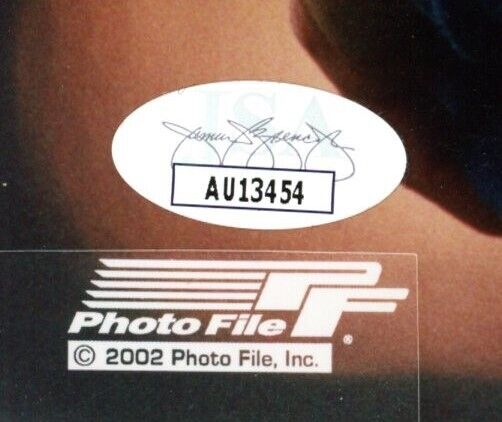 JSA
AU13454
PF
Photo File ®
© 2002 Photo File, Inc.